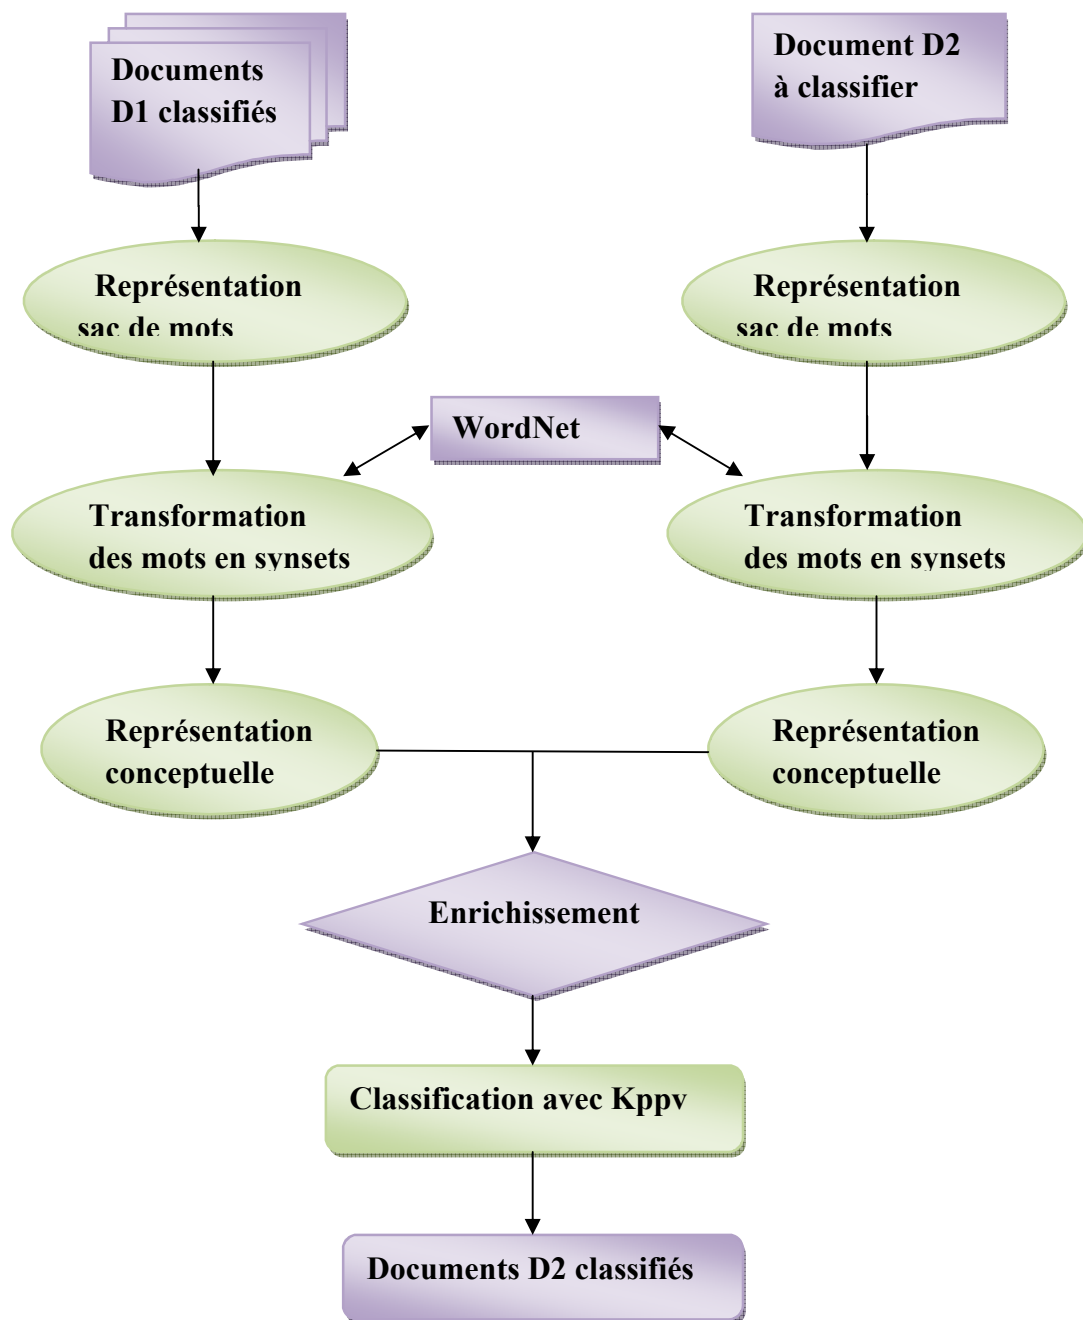 Documents
D1 classifiés
Document D2
à classifier
Représentation
sac de mots
Représentation
sac de mots
WordNet
Transformation
des mots en synsets
Transformation
des mots en synsets
Représentation
conceptuelle
Représentation
conceptuelle
Enrichissement
Classification avec Kppv
Documents D2 classifiés